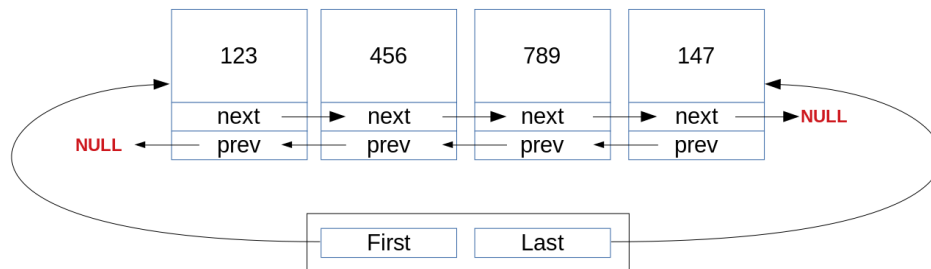 123 456 789 147
next next next next NULL
NULL prev prev prev prev
First Last